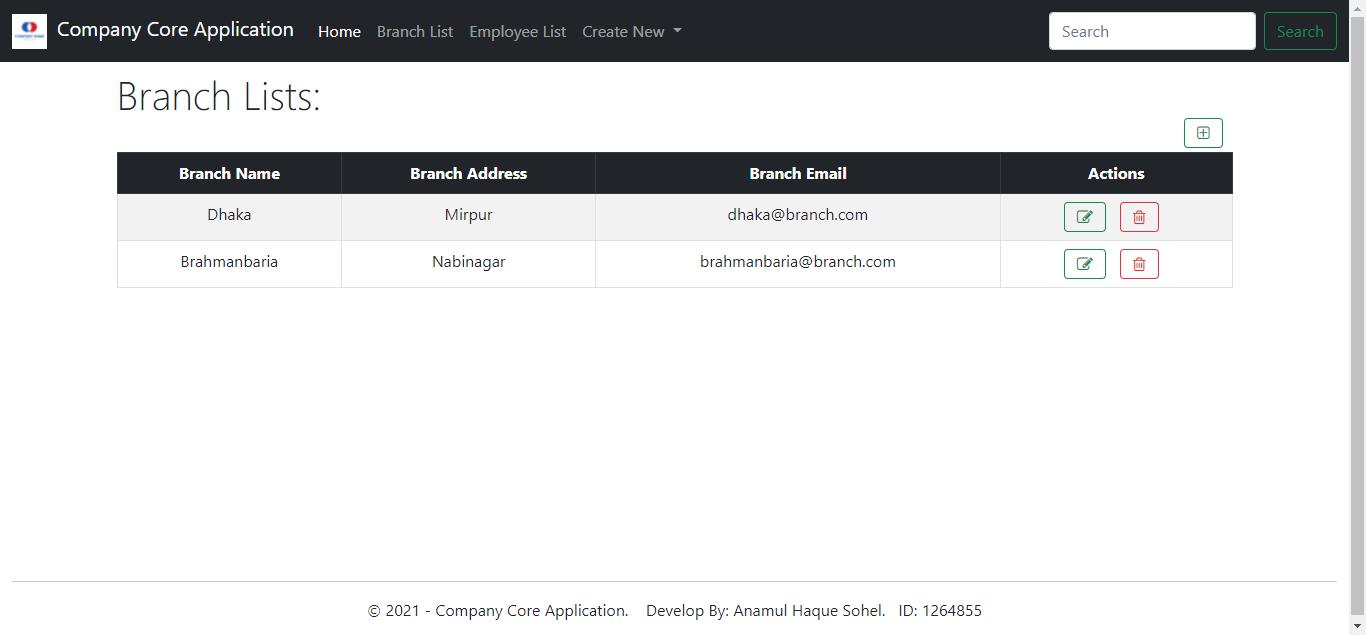 Company Core Application Home Branch List Employee List Create New Search Search
Branch Lists:
Branch Name Branch Address Branch Email Actions
Dhaka Mirpur dhaka@branch.com
Brahmanbaria Nabinagar brahmanbaria@branch.com
© 2021 - Company Core Application. Develop By: Anamul Haque Sohel. ID: 1264855